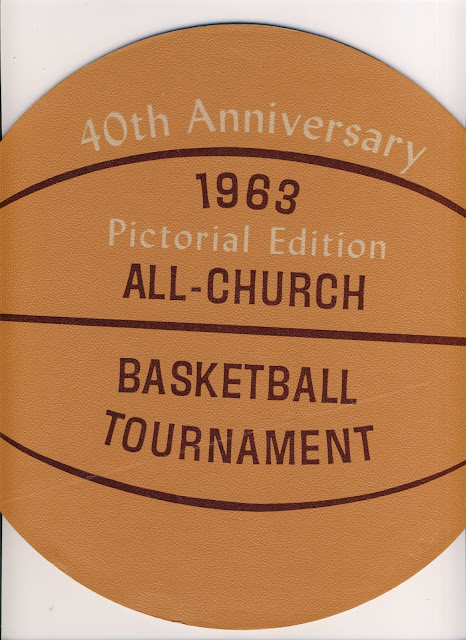 40th Anniversary
1963
Pictorial Edition
ALL-CHURCH
BASKETBALL
TOURNAMENT